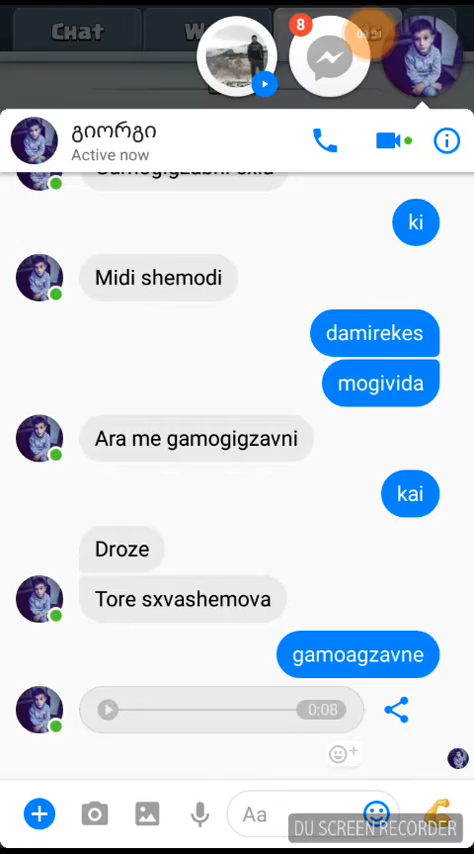 Chat
8
გიორგი
Active now
ki
Midi shemodi
damirekes
mogivida
Ara me gamogigzavni
kai
Droze
Tore sxvashemova
gamoagzavne
0:08
Aa
DU SCREEN RECORDER